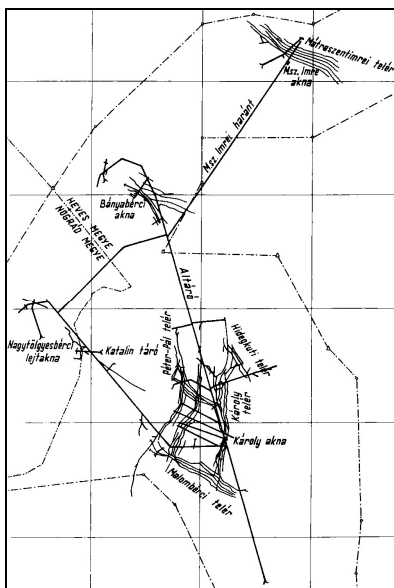 Mátraszentimrei telér
Msz. Imre
akna
Msz. Imrei haránt
Bányabérci
akna
HEVES MEGYE
NÓGRÁD MEGYE
Altáró
Péter-Pál telér
Hidegkúti telér
Nagytölgyesbérci
lejtakna
Katalin táró
Károly
telér
Károly akna
Malombérci telér